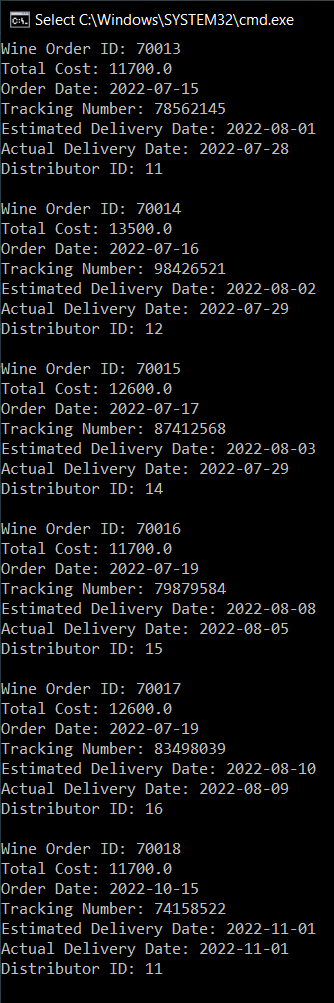 Select C:\Windows\SYSTEM32\cmd.exe
Wine Order ID: 70013
Total Cost: 11700.0
Order Date: 2022-07-15
Tracking Number: 78562145
Estimated Delivery Date: 2022-08-01
Actual Delivery Date: 2022-07-28
Distributor ID: 11
Wine Order ID: 70014
Total Cost: 13500.0
Order Date: 2022-07-16
Tracking Number: 98426521
Estimated Delivery Date: 2022-08-02
Actual Delivery Date: 2022-07-29
Distributor ID: 12
Wine Order ID: 70015
Total Cost: 12600.0
Order Date: 2022-07-17
Tracking Number: 87412568
Estimated Delivery Date: 2022-08-03
Actual Delivery Date: 2022-07-29
Distributor ID: 14
Wine Order ID: 70016
Total Cost: 11700.0
Order Date: 2022-07-19
Tracking Number: 79879584
Estimated Delivery Date: 2022-08-08
Actual Delivery Date: 2022-08-05
Distributor ID: 15
Wine Order ID: 70017
Total Cost: 12600.0
Order Date: 2022-07-19
Tracking Number: 83498039
Estimated Delivery Date: 2022-08-10
Actual Delivery Date: 2022-08-09
Distributor ID: 16
Wine Order ID: 70018
Total Cost: 11700.0
Order Date: 2022-10-15
Tracking Number: 74158522
Estimated Delivery Date: 2022-11-01
Actual Delivery Date: 2022-11-01
Distributor ID: 11